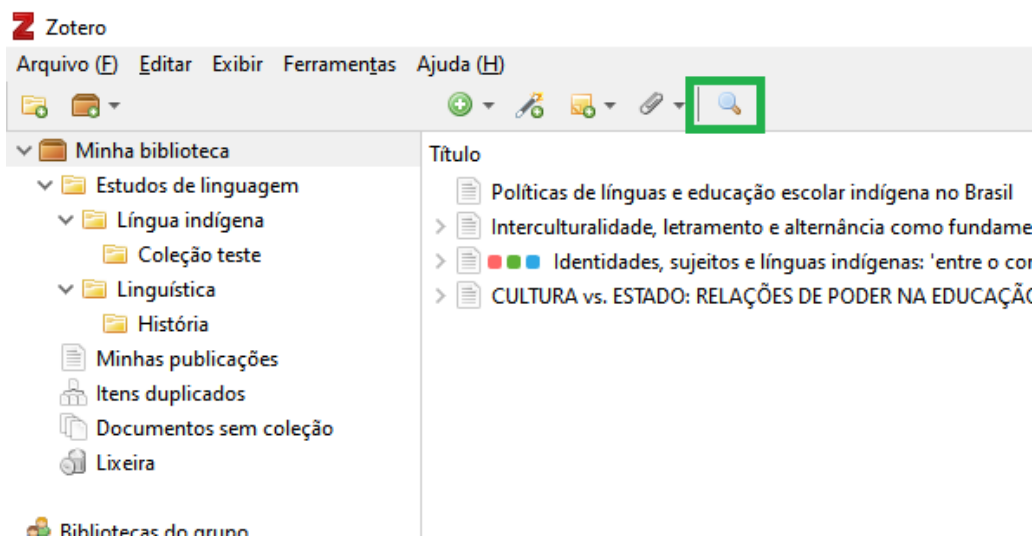 Zotero
Arquivo (F) Editar Exibir Ferramentas Ajuda (H)
Minha biblioteca
Estudos de linguagem
Língua indígena
Coleção teste
Linguística
História
Minhas publicações
Itens duplicados
Documentos sem coleção
Lixeira
Bibliotecas do grupo
Título
Políticas de línguas e educação escolar indígena no Brasil
Interculturalidade, letramento e alternância como fundame
Identidades, sujeitos e línguas indígenas: 'entre o cor
CULTURA vs. ESTADO: RELAÇÕES DE PODER NA EDUCAÇÃO